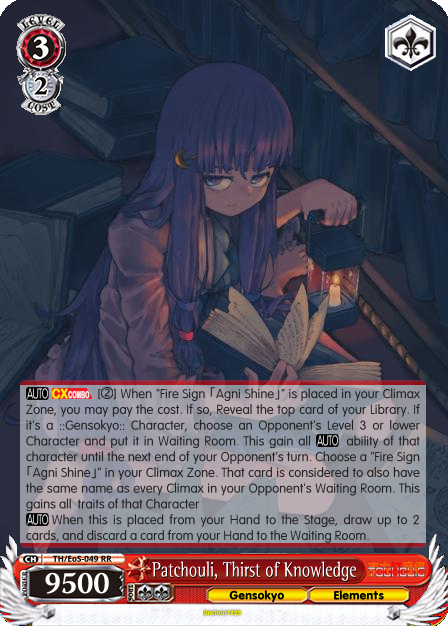 LEVEL
3
2
COST
AUTO CXCOMBO [②] When "Fire Sign「Agni Shine」" is placed in your Climax
Zone, you may pay the cost. If so, Reveal the top card of your Library. If
it's a ::Gensokyo:: Character, choose an Opponent's Level 3 or lower
Character and put it in Waiting Room. This gain all AUTO ability of that
character until the next end of your Opponent's turn. Choose a "Fire Sign
「Agni Shine」" in your Climax Zone. That card is considered to also have
the same name as every Climax in your Opponent's Waiting Room. This
gains all traits of that Character
AUTO When this is placed from your Hand to the Stage, draw up to 2
cards, and discard a card from your Hand to the Waiting Room.
CH TH/EoS-049 RR
POWER 9500 SOUL
Patchouli, Thirst of Knowledge
Gensokyo Elements